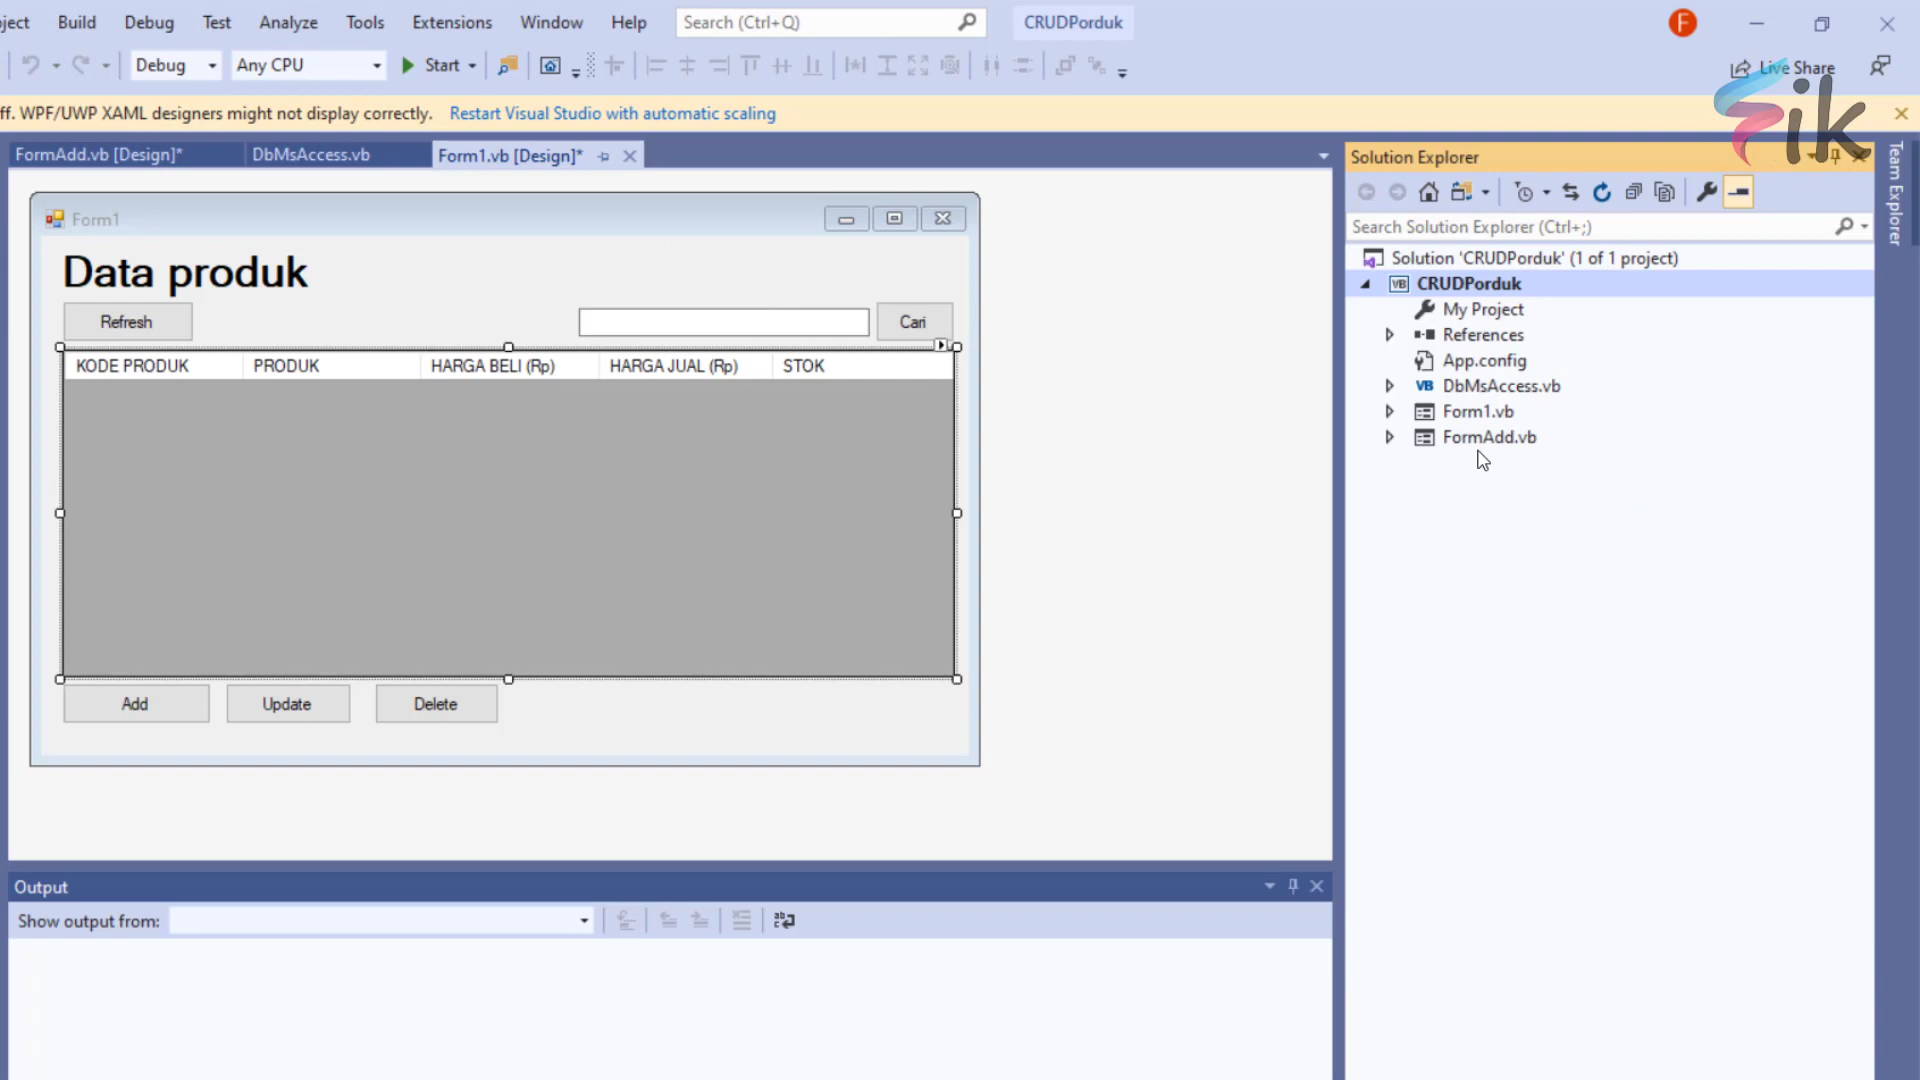 ject Build Debug Test Analyze Tools Extensions Window Help Search (Ctrl+Q) CRUDPorduk F
Debug Any CPU Start Live Share
ff. WPF/UWP XAML designers might not display correctly. Restart Visual Studio with automatic scaling
ik
FormAdd.vb [Design]* DbMsAccess.vb Form1.vb [Design]*
Form1
Data produk
Refresh Cari
KODE PRODUK PRODUK HARGA BELI (Rp) HARGA JUAL (Rp) STOK
Add Update Delete
Output
Show output from:
Solution Explorer
Search Solution Explorer (Ctrl+;)
Solution 'CRUDPorduk' (1 of 1 project)
VB CRUDPorduk
My Project
References
App.config
VB DbMsAccess.vb
Form1.vb
FormAdd.vb
Team Explorer